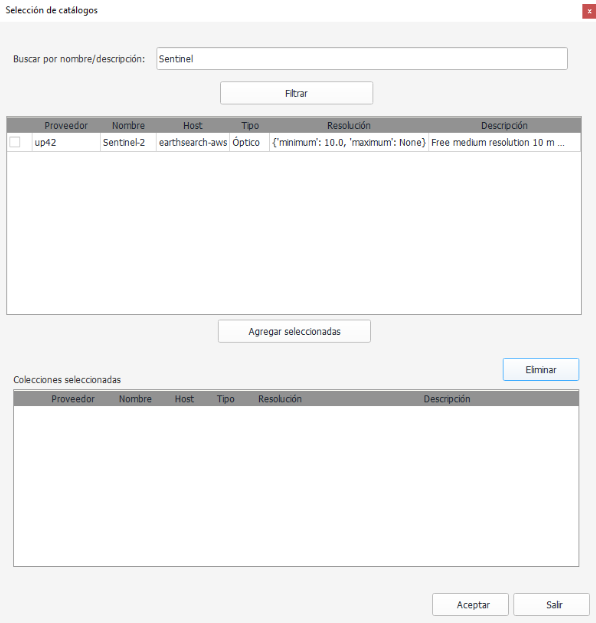 Selección de catálogos
x
Buscar por nombre/descripción: Sentinel
Filtrar
Proveedor Nombre Host Tipo Resolución Descripción
up42 Sentinel-2 earthsearch-aws Óptico {'minimum': 10.0, 'maximum': None} Free medium resolution 10 m ...
Agregar seleccionadas
Eliminar
Colecciones seleccionadas
Proveedor Nombre Host Tipo Resolución Descripción
Aceptar Salir